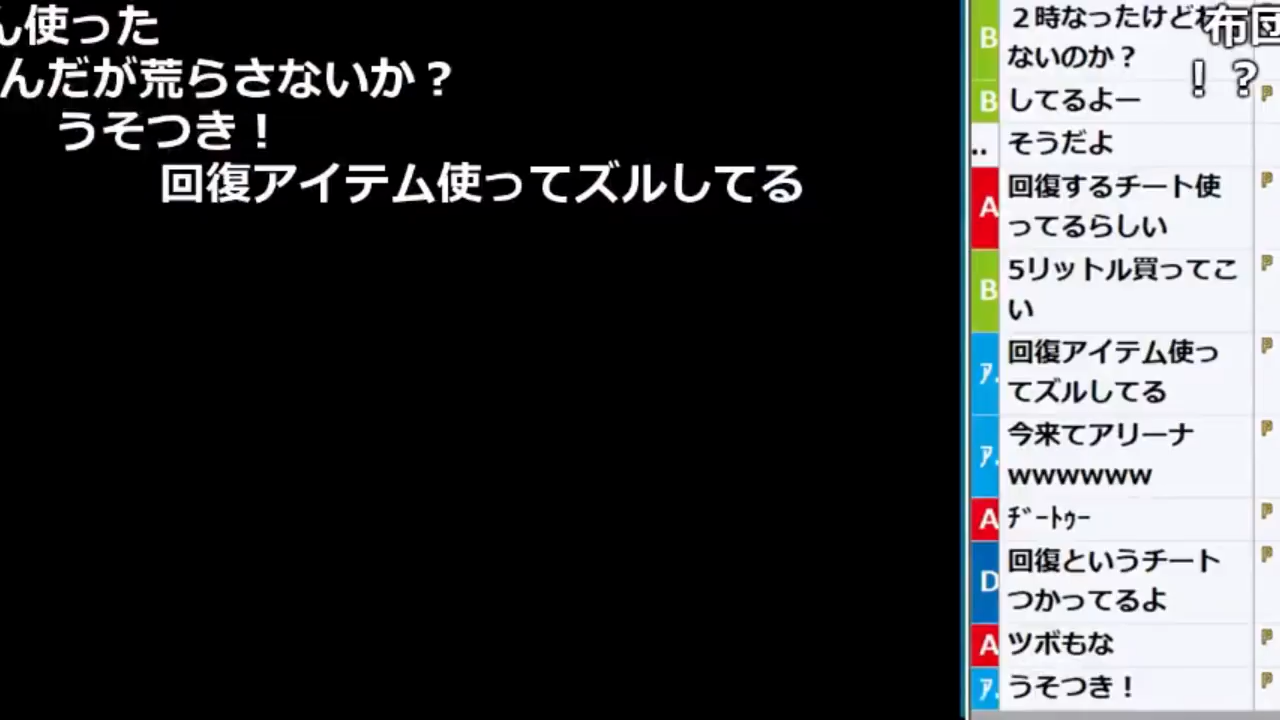 ん使った
んだが荒らさないか？
うそつき！
回復アイテム使ってズルしてる
布団
！？
B
２時なったけど
ないのか？
B
してるよー
..
そうだよ
A
回復するチート使
ってるらしい
B
5リットル買ってこ
い
ｱ.
回復アイテム使っ
てズルしてる
ｱ.
今来てアリーナ
wwwwww
A
ﾁﾞｰﾄｩｰ
D
回復というチート
つかってるよ
A
ツボもな
ｱ.
うそつき！
P
P
P
P
P
P
P
P
P